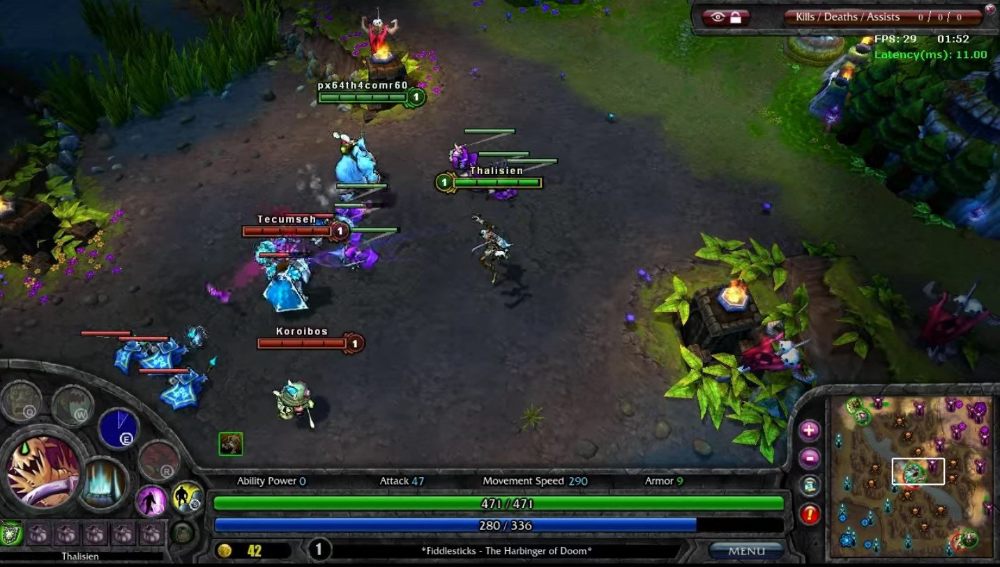 Kills / Deaths / Assists 0 / 0 / 0
FPS: 29 01:52
Latency(ms): 11.00
px64th4comr60
1
Thalisien
1
Tecumseh
1
Koroibos
1
Q
W
E
R
Ability Power 0 Attack 47 Movement Speed 290 Armor 9
471 / 471
280 / 336
42
1
*Fiddlesticks - The Harbinger of Doom*
MENU
Thalisien